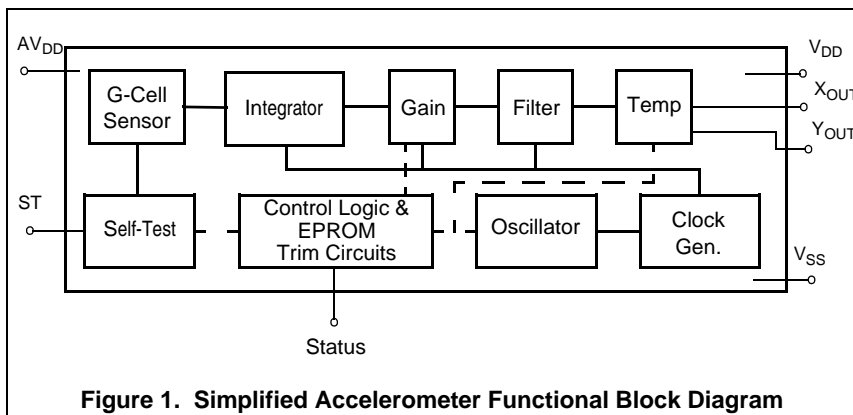 AVDD
VDD
G-Cell
Sensor
Integrator
Gain
Filter
Temp
XOUT
YOUT
ST
Self-Test
Control Logic &
EPROM
Trim Circuits
Oscillator
Clock
Gen.
VSS
Status
Figure 1. Simplified Accelerometer Functional Block Diagram